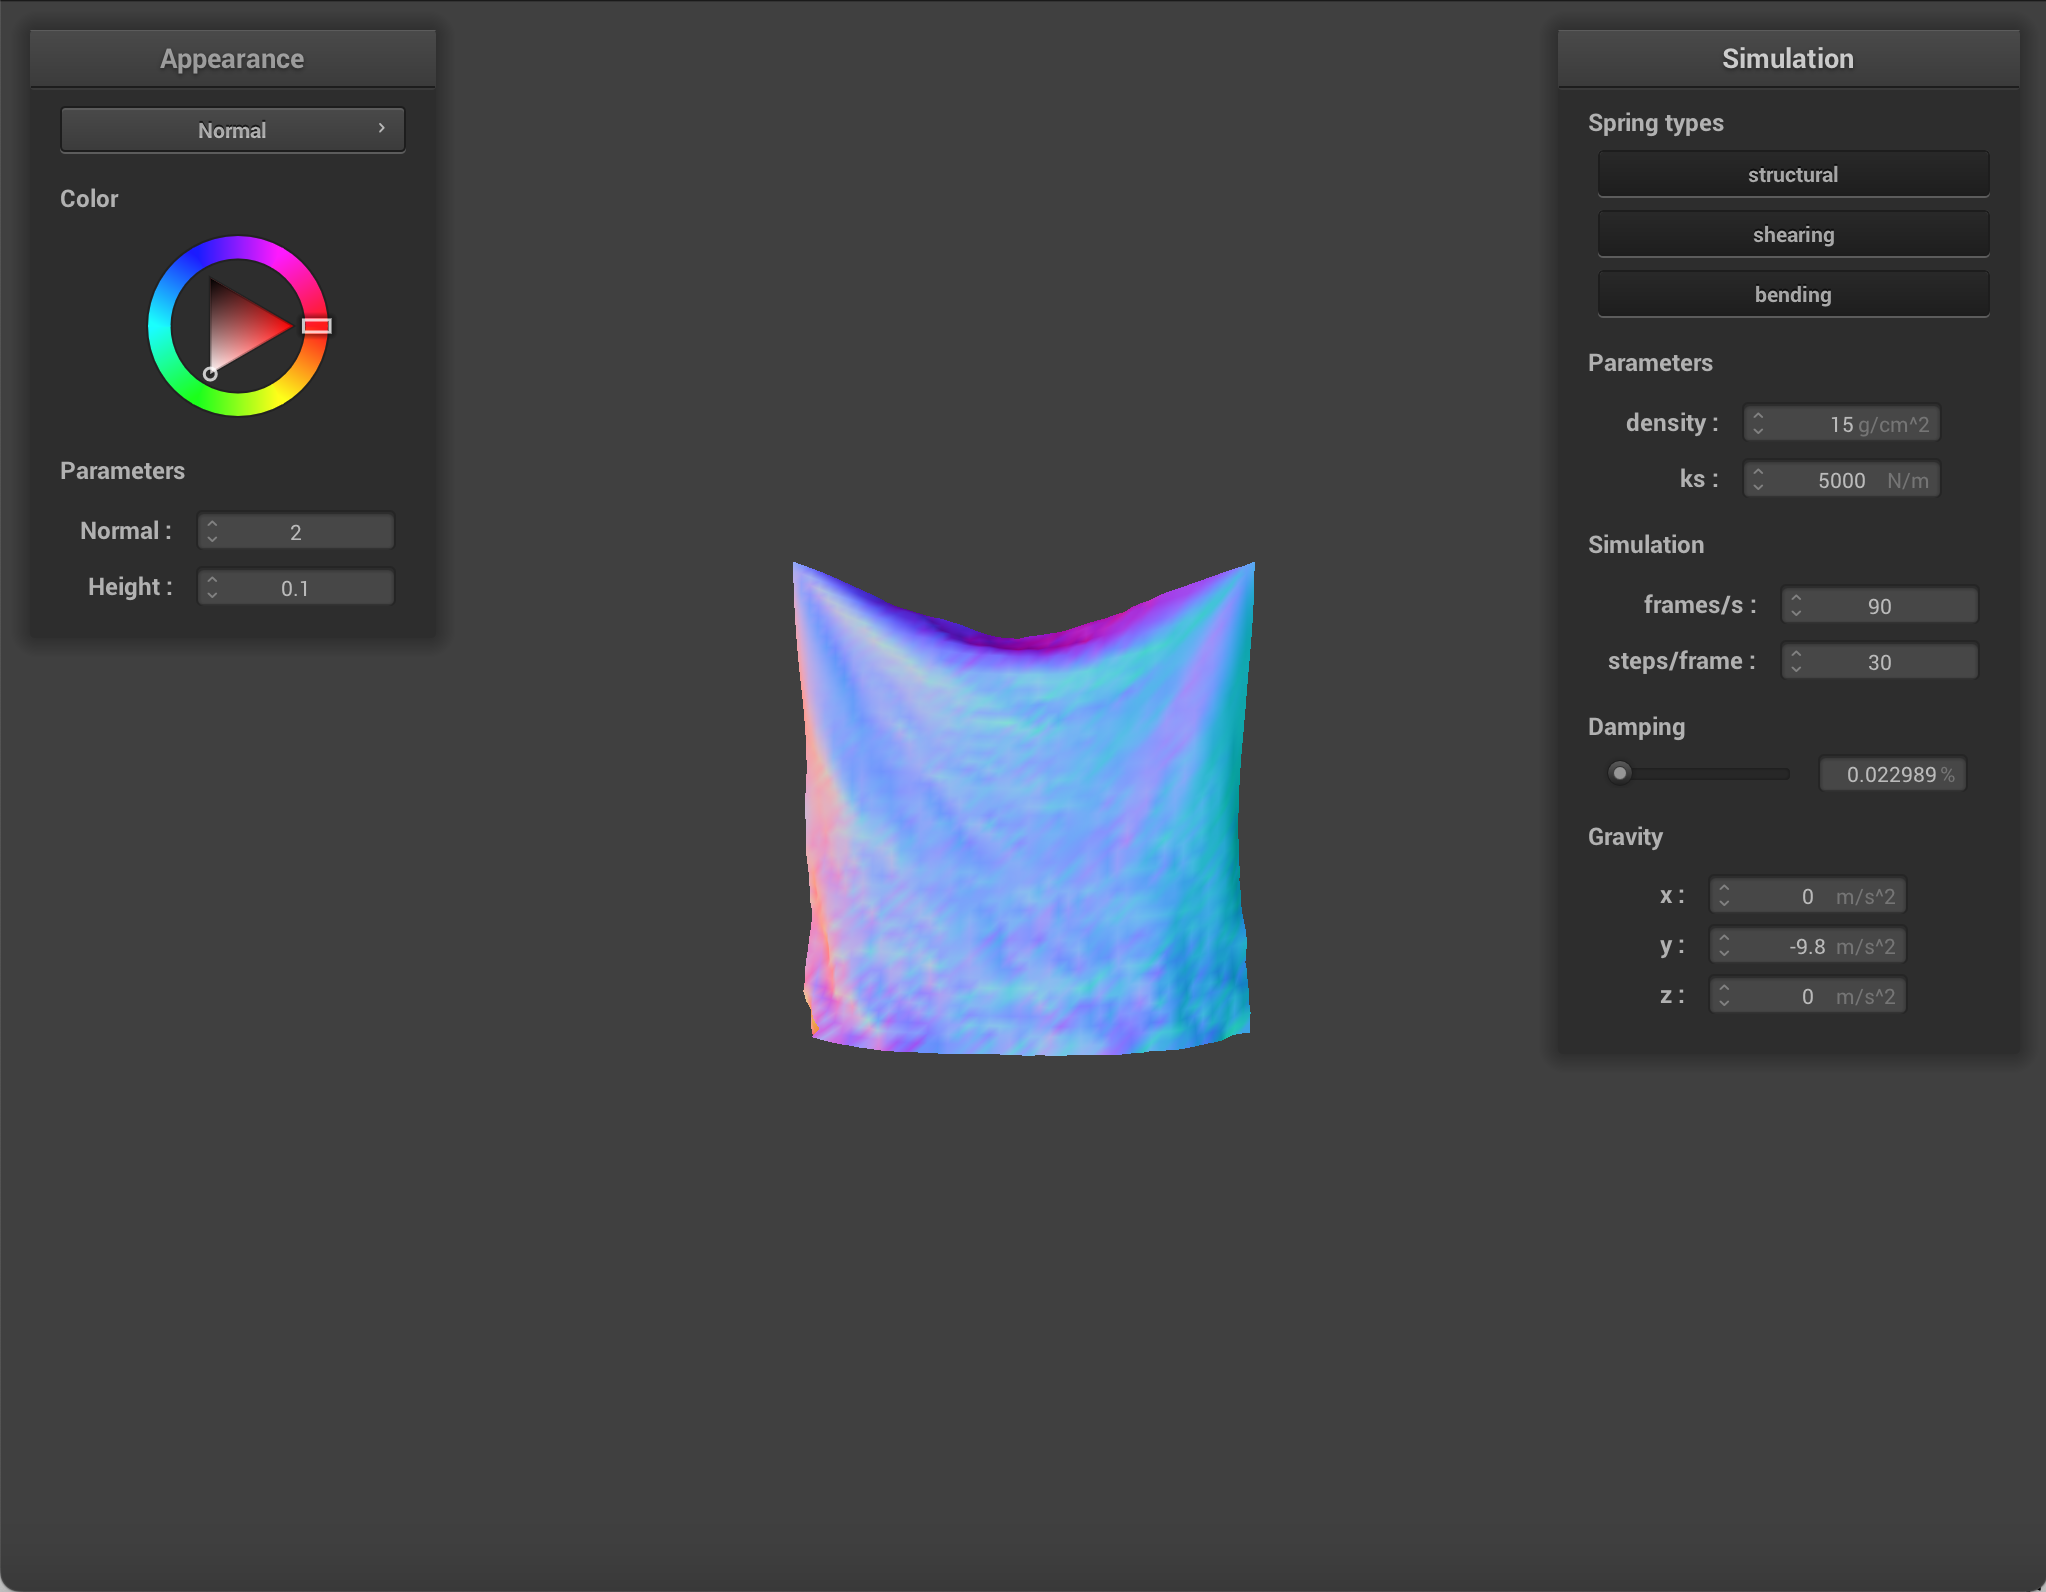 Appearance
Normal
Color
Parameters
Normal : 2
Height : 0.1
Simulation
Spring types
structural
shearing
bending
Parameters
density : 15 g/cm^2
ks : 5000 N/m
Simulation
frames/s : 90
steps/frame : 30
Damping
0.022989 %
Gravity
x : 0 m/s^2
y : -9.8 m/s^2
z : 0 m/s^2